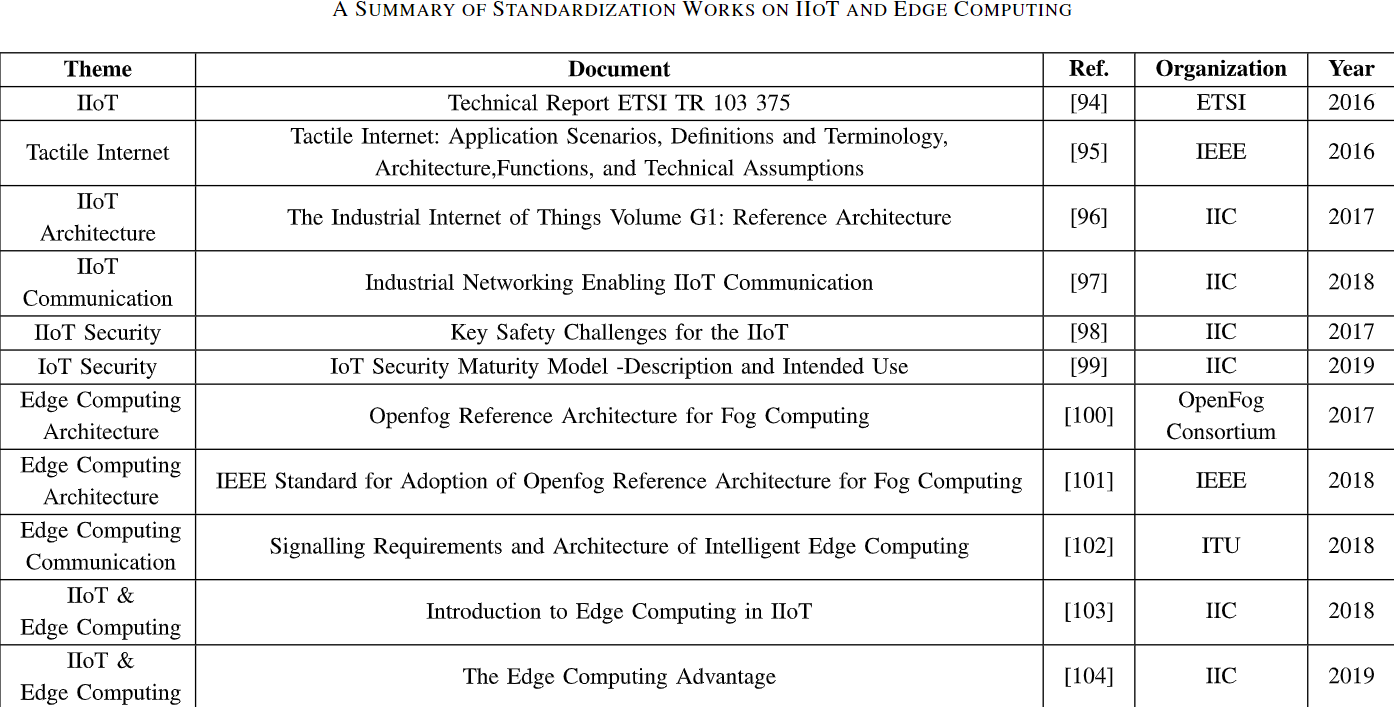 A SUMMARY OF STANDARDIZATION WORKS ON IIOT AND EDGE COMPUTING
Theme Document Ref. Organization Year
IIoT Technical Report ETSI TR 103 375 [94] ETSI 2016
Tactile Internet Tactile Internet: Application Scenarios, Definitions and Terminology,
Architecture,Functions, and Technical Assumptions [95] IEEE 2016
IIoT
Architecture The Industrial Internet of Things Volume G1: Reference Architecture [96] IIC 2017
IIoT
Communication Industrial Networking Enabling IIoT Communication [97] IIC 2018
IIoT Security Key Safety Challenges for the IIoT [98] IIC 2017
IoT Security IoT Security Maturity Model -Description and Intended Use [99] IIC 2019
Edge Computing
Architecture Openfog Reference Architecture for Fog Computing [100] OpenFog
Consortium 2017
Edge Computing
Architecture IEEE Standard for Adoption of Openfog Reference Architecture for Fog Computing [101] IEEE 2018
Edge Computing
Communication Signalling Requirements and Architecture of Intelligent Edge Computing [102] ITU 2018
IIoT &
Edge Computing Introduction to Edge Computing in IIoT [103] IIC 2018
IIoT &
Edge Computing The Edge Computing Advantage [104] IIC 2019